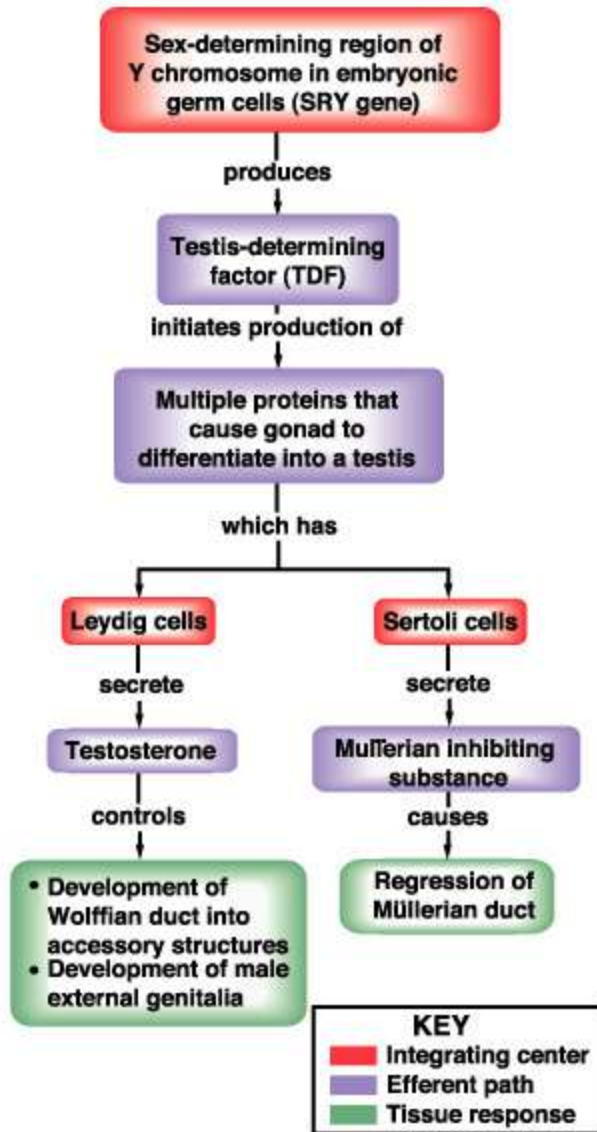 Sex-determining region of
Y chromosome in embryonic
germ cells (SRY gene)
produces
Testis-determining
factor (TDF)
initiates production of
Multiple proteins that
cause gonad to
differentiate into a testis
which has
Leydig cells
Sertoli cells
secrete
secrete
Testosterone
Mullerian inhibiting
substance
controls
causes
• Development of
Wolffian duct into
accessory structures
• Development of male
external genitalia
Regression of
Müllerian duct
KEY
Integrating center
Efferent path
Tissue response